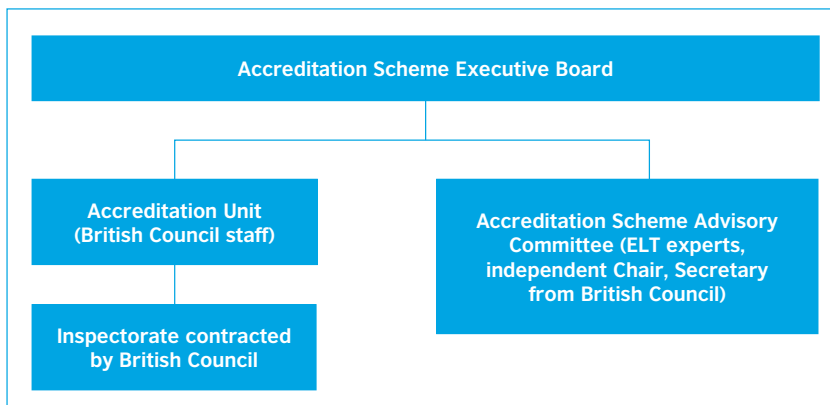 Accreditation Scheme Executive Board
Accreditation Unit
(British Council staff)
Accreditation Scheme Advisory
Committee (ELT experts,
independent Chair, Secretary
from British Council)
Inspectorate contracted
by British Council